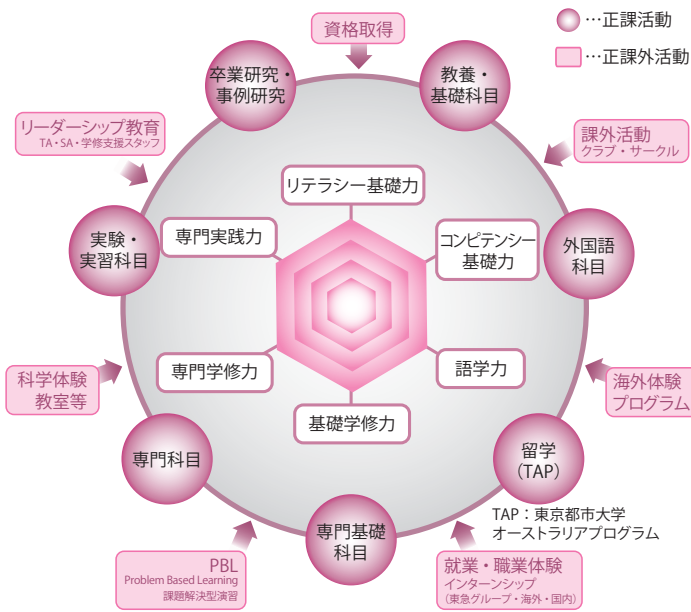 …正課活動
…正課外活動
資格取得
卒業研究・
事例研究
教養・
基礎科目
リーダーシップ教育
TA・SA・学修支援スタッフ
課外活動
クラブ・サークル
リテラシー基礎力
専門実践力
コンピテンシー
基礎力
実験・
実習科目
外国語
科目
科学体験
教室等
専門学修力
語学力
海外体験
プログラム
基礎学修力
専門科目
留学
(TAP)
TAP：東京都市大学
オーストラリアプログラム
専門基礎
科目
PBL
Problem Based Learning
課題解決型演習
就業・職業体験
インターンシップ
(東急グループ・海外・国内)